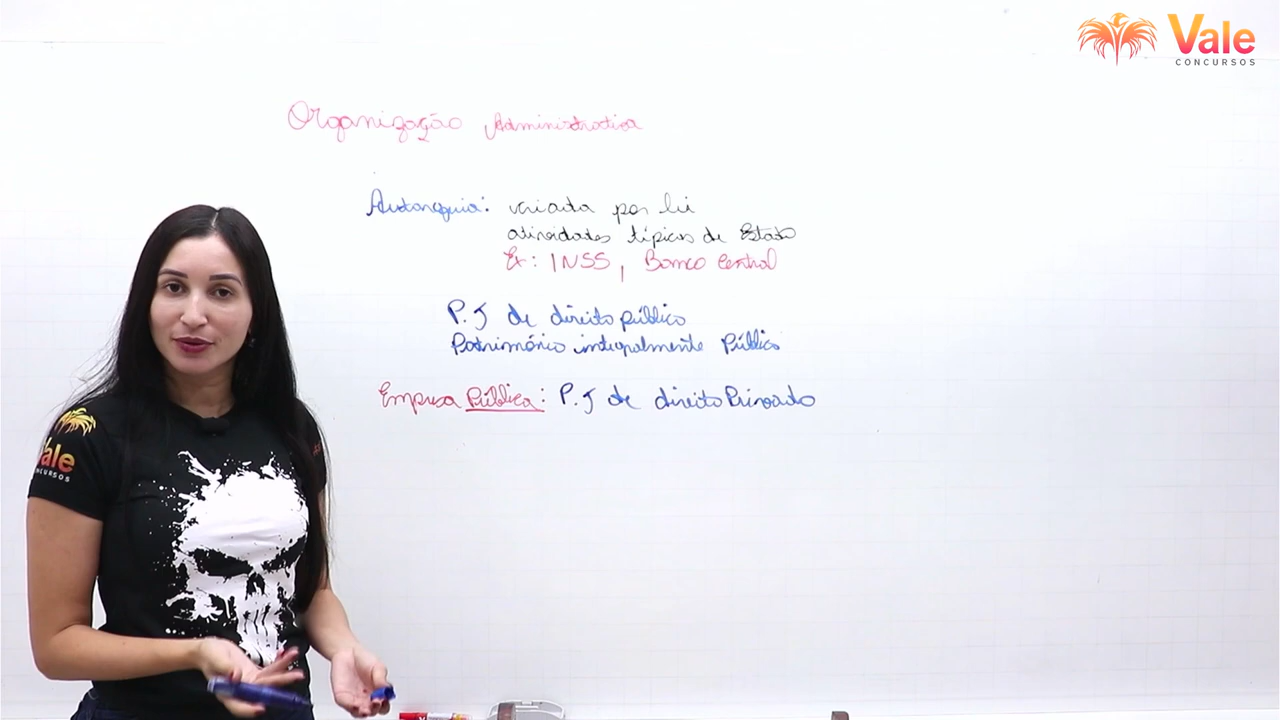 Vale
CONCURSOS
Organização Administrativa
Autarquia: criada por lei
atividades típicas de Estado
Ex: INSS, Banco Central
P.J de direito público
Patrimônio integralmente Público
Empresa Pública: P.J de direito Privado
Vale
CONCURSOS